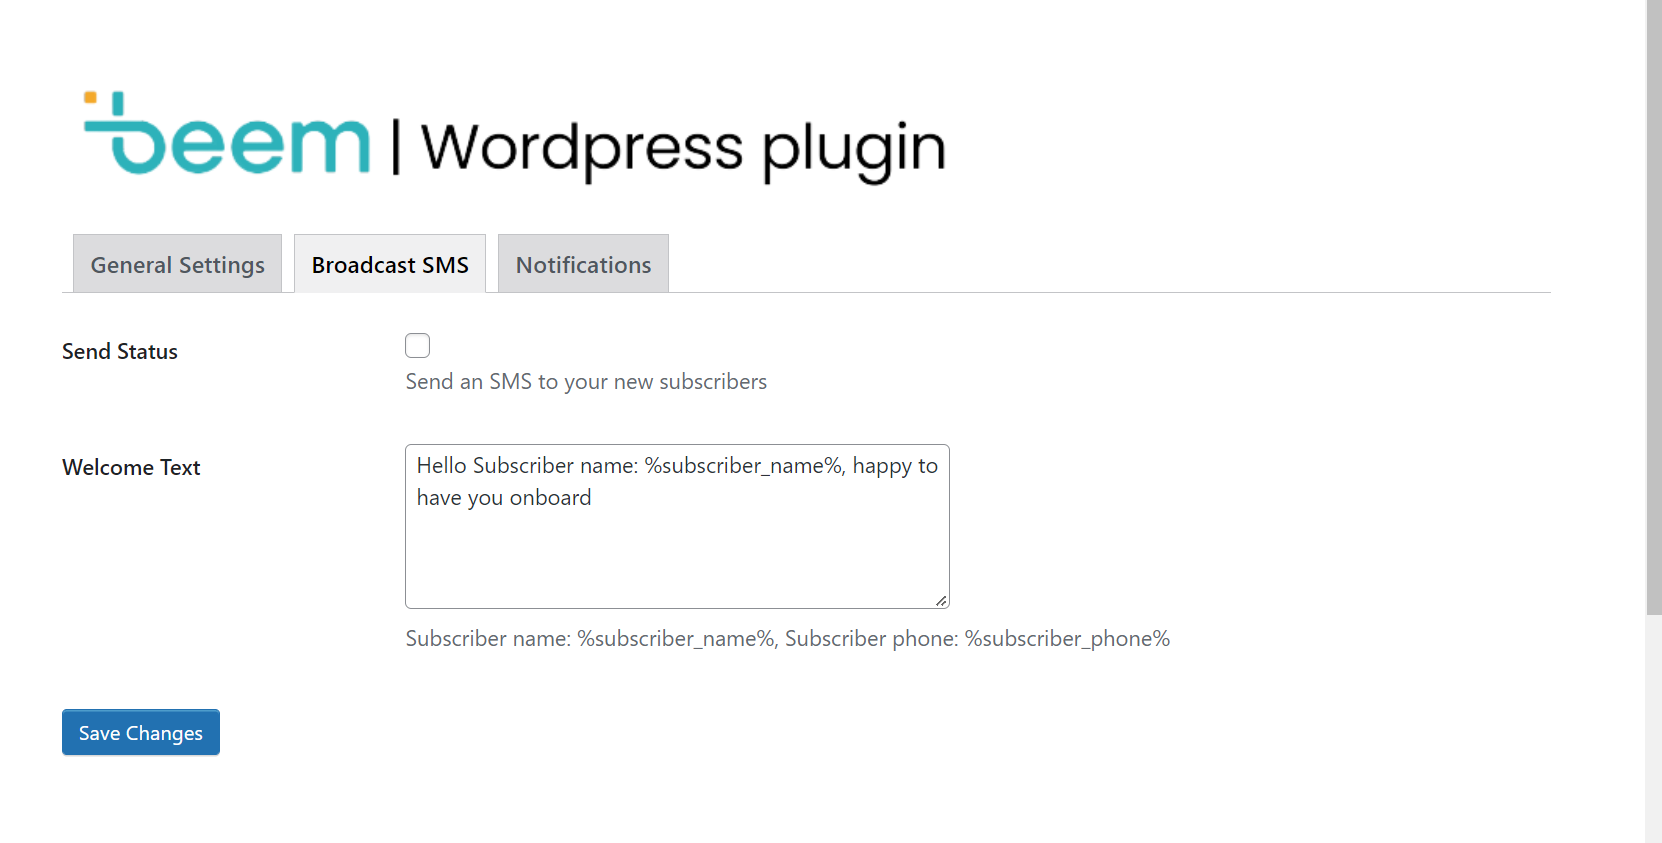 beem | Wordpress plugin
General Settings Broadcast SMS Notifications
Send Status
Send an SMS to your new subscribers
Welcome Text
Hello Subscriber name: %subscriber_name%, happy to
have you onboard
Subscriber name: %subscriber_name%, Subscriber phone: %subscriber_phone%
Save Changes